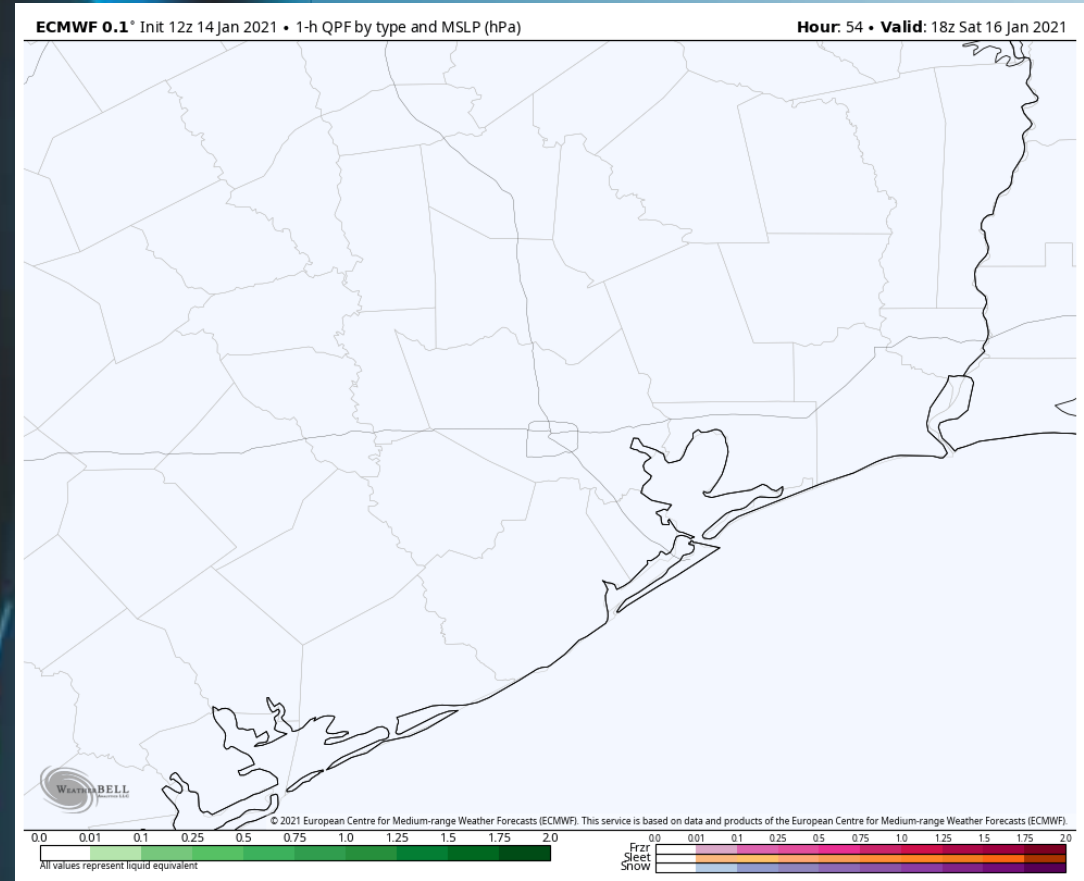 ECMWF 0.1° Init 12z 14 Jan 2021 • 1-h QPF by type and MSLP (hPa)
Hour: 54 • Valid: 18z Sat 16 Jan 2021
WEATHERBELL
© 2021 European Centre for Medium-range Weather Forecasts (ECMWF). This service is based on data and products of the European Centre for Medium-range Weather Forecasts (ECMWF).
0.0 0.01 0.1 0.25 0.5 0.75 1.0 1.25 1.5 1.75 2.0
All values represent liquid equivalent
0.0 0.01 0.1 0.25 0.5 0.75 1.0 1.25 1.5 1.75 2.0
Frzr
Sleet
Snow